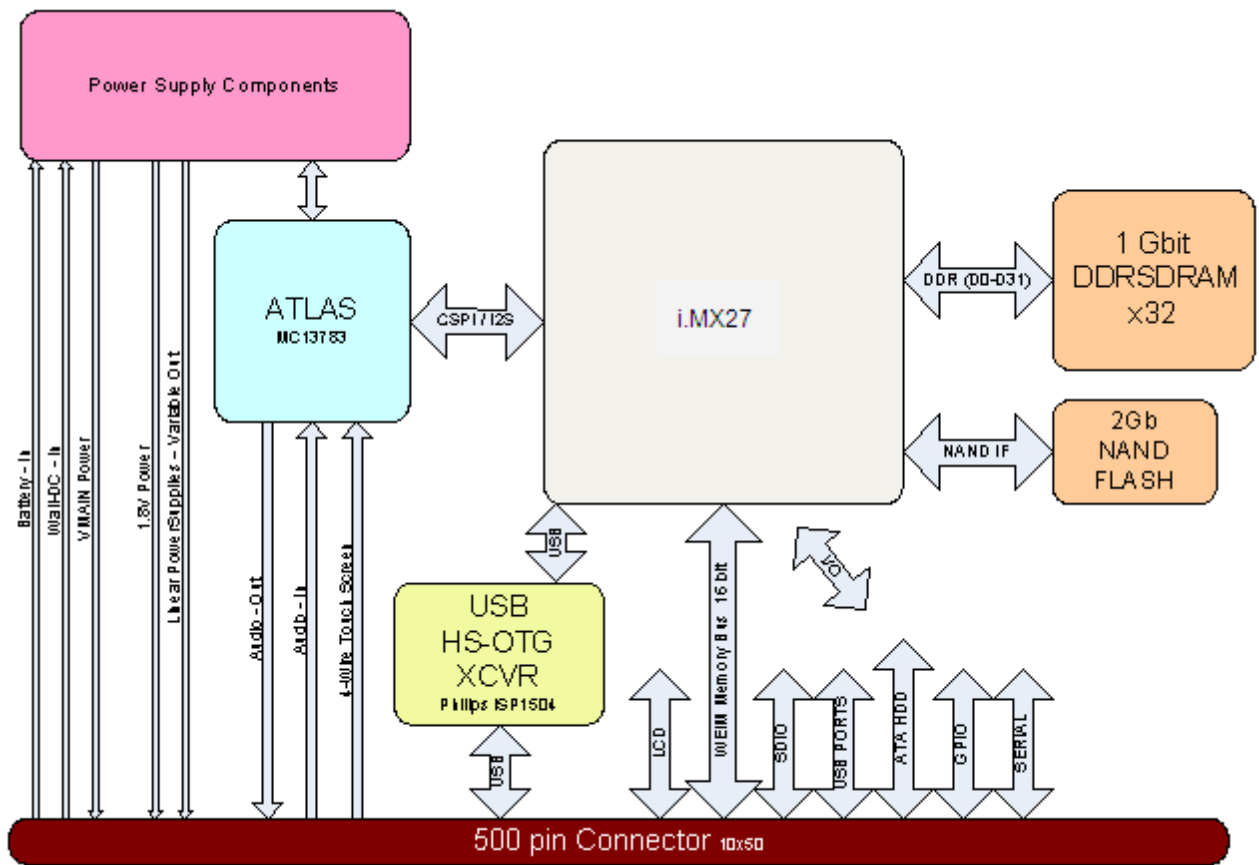 Power Supply Components
ATLAS
MC13783
CSPI / I2S
i.MX27
DDR (D0-D31)
1 Gbit
DDRSDRAM
x32
NAND IF
2Gb
NAND
FLASH
Battery - In
Wall-DC - In
VMAIN Power
1.8V Power
Linear Power Supplies - Variable Out
Audio - Out
Audio - In
4-Wire Touch Screen
USB
USB
HS-OTG
XCVR
Philips ISP1504
USB
LCD
WEIM Memory Bus 16 bit
I/O
SDIO
USB PORTS
ATA HDD
GPIO
SERIAL
500 pin Connector 10x50